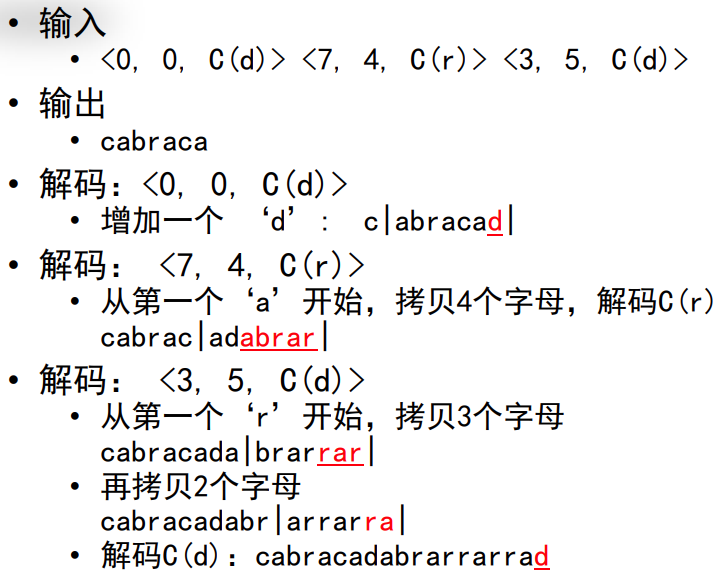 • 输入
• <0, 0, C(d)> <7, 4, C(r)> <3, 5, C(d)>
• 输出
• cabraca
• 解码：<0, 0, C(d)>
• 增加一个 ‘d’： c|abracad|
• 解码： <7, 4, C(r)>
• 从第一个‘a’开始，拷贝4个字母，解码C(r)
cabrac|adabrar|
• 解码： <3, 5, C(d)>
• 从第一个‘r’开始，拷贝3个字母
cabracada|brarrar|
• 再拷贝2个字母
cabracadabr|arrarra|
• 解码C(d)：cabracadabrarrarrad